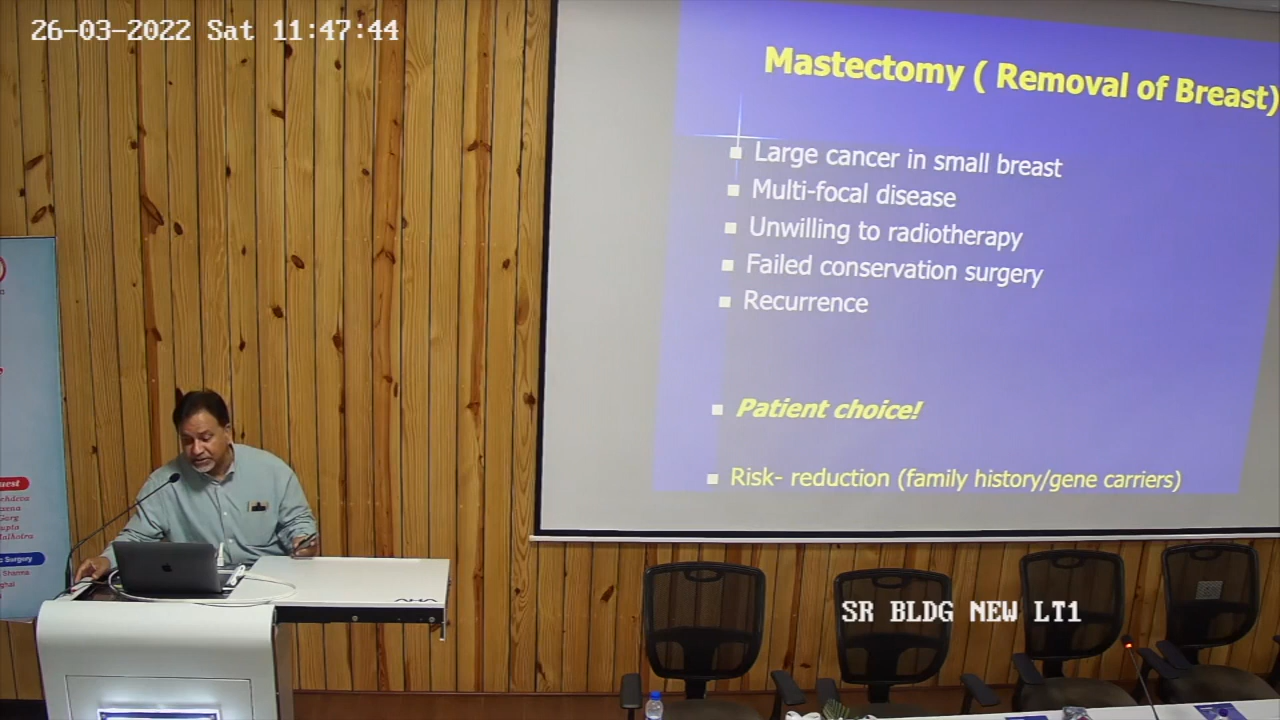 26-03-2022 Sat 11:47:44
Mastectomy ( Removal of Breast)
Large cancer in small breast
Multi-focal disease
Unwilling to radiotherapy
Failed conservation surgery
Recurrence
Patient choice!
Risk- reduction (family history/gene carriers)
SR BLDG NEW LT1